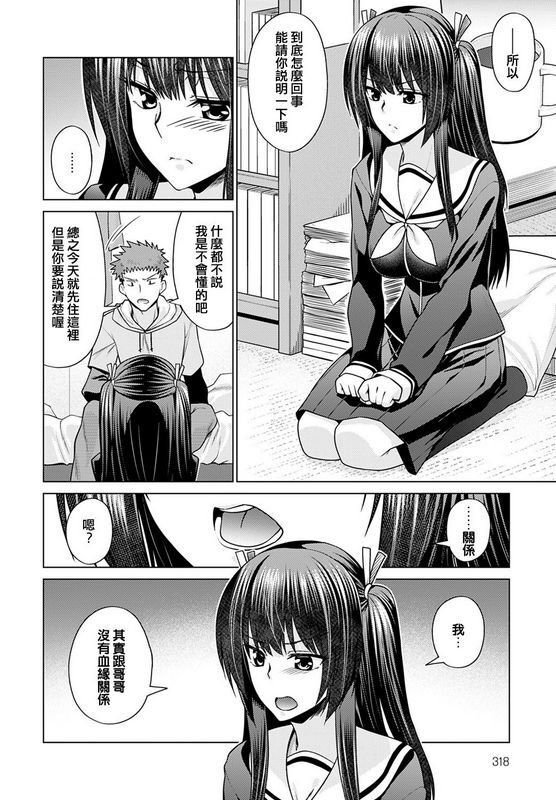 ——所以
到底怎麼回事
能請你說明一下嗎
……
什麼都不說
我是不會懂的吧
總之今天就先住這裡
但是你要說清楚喔
……關係
嗯？
我…
其實跟哥哥
沒有血緣關係
318